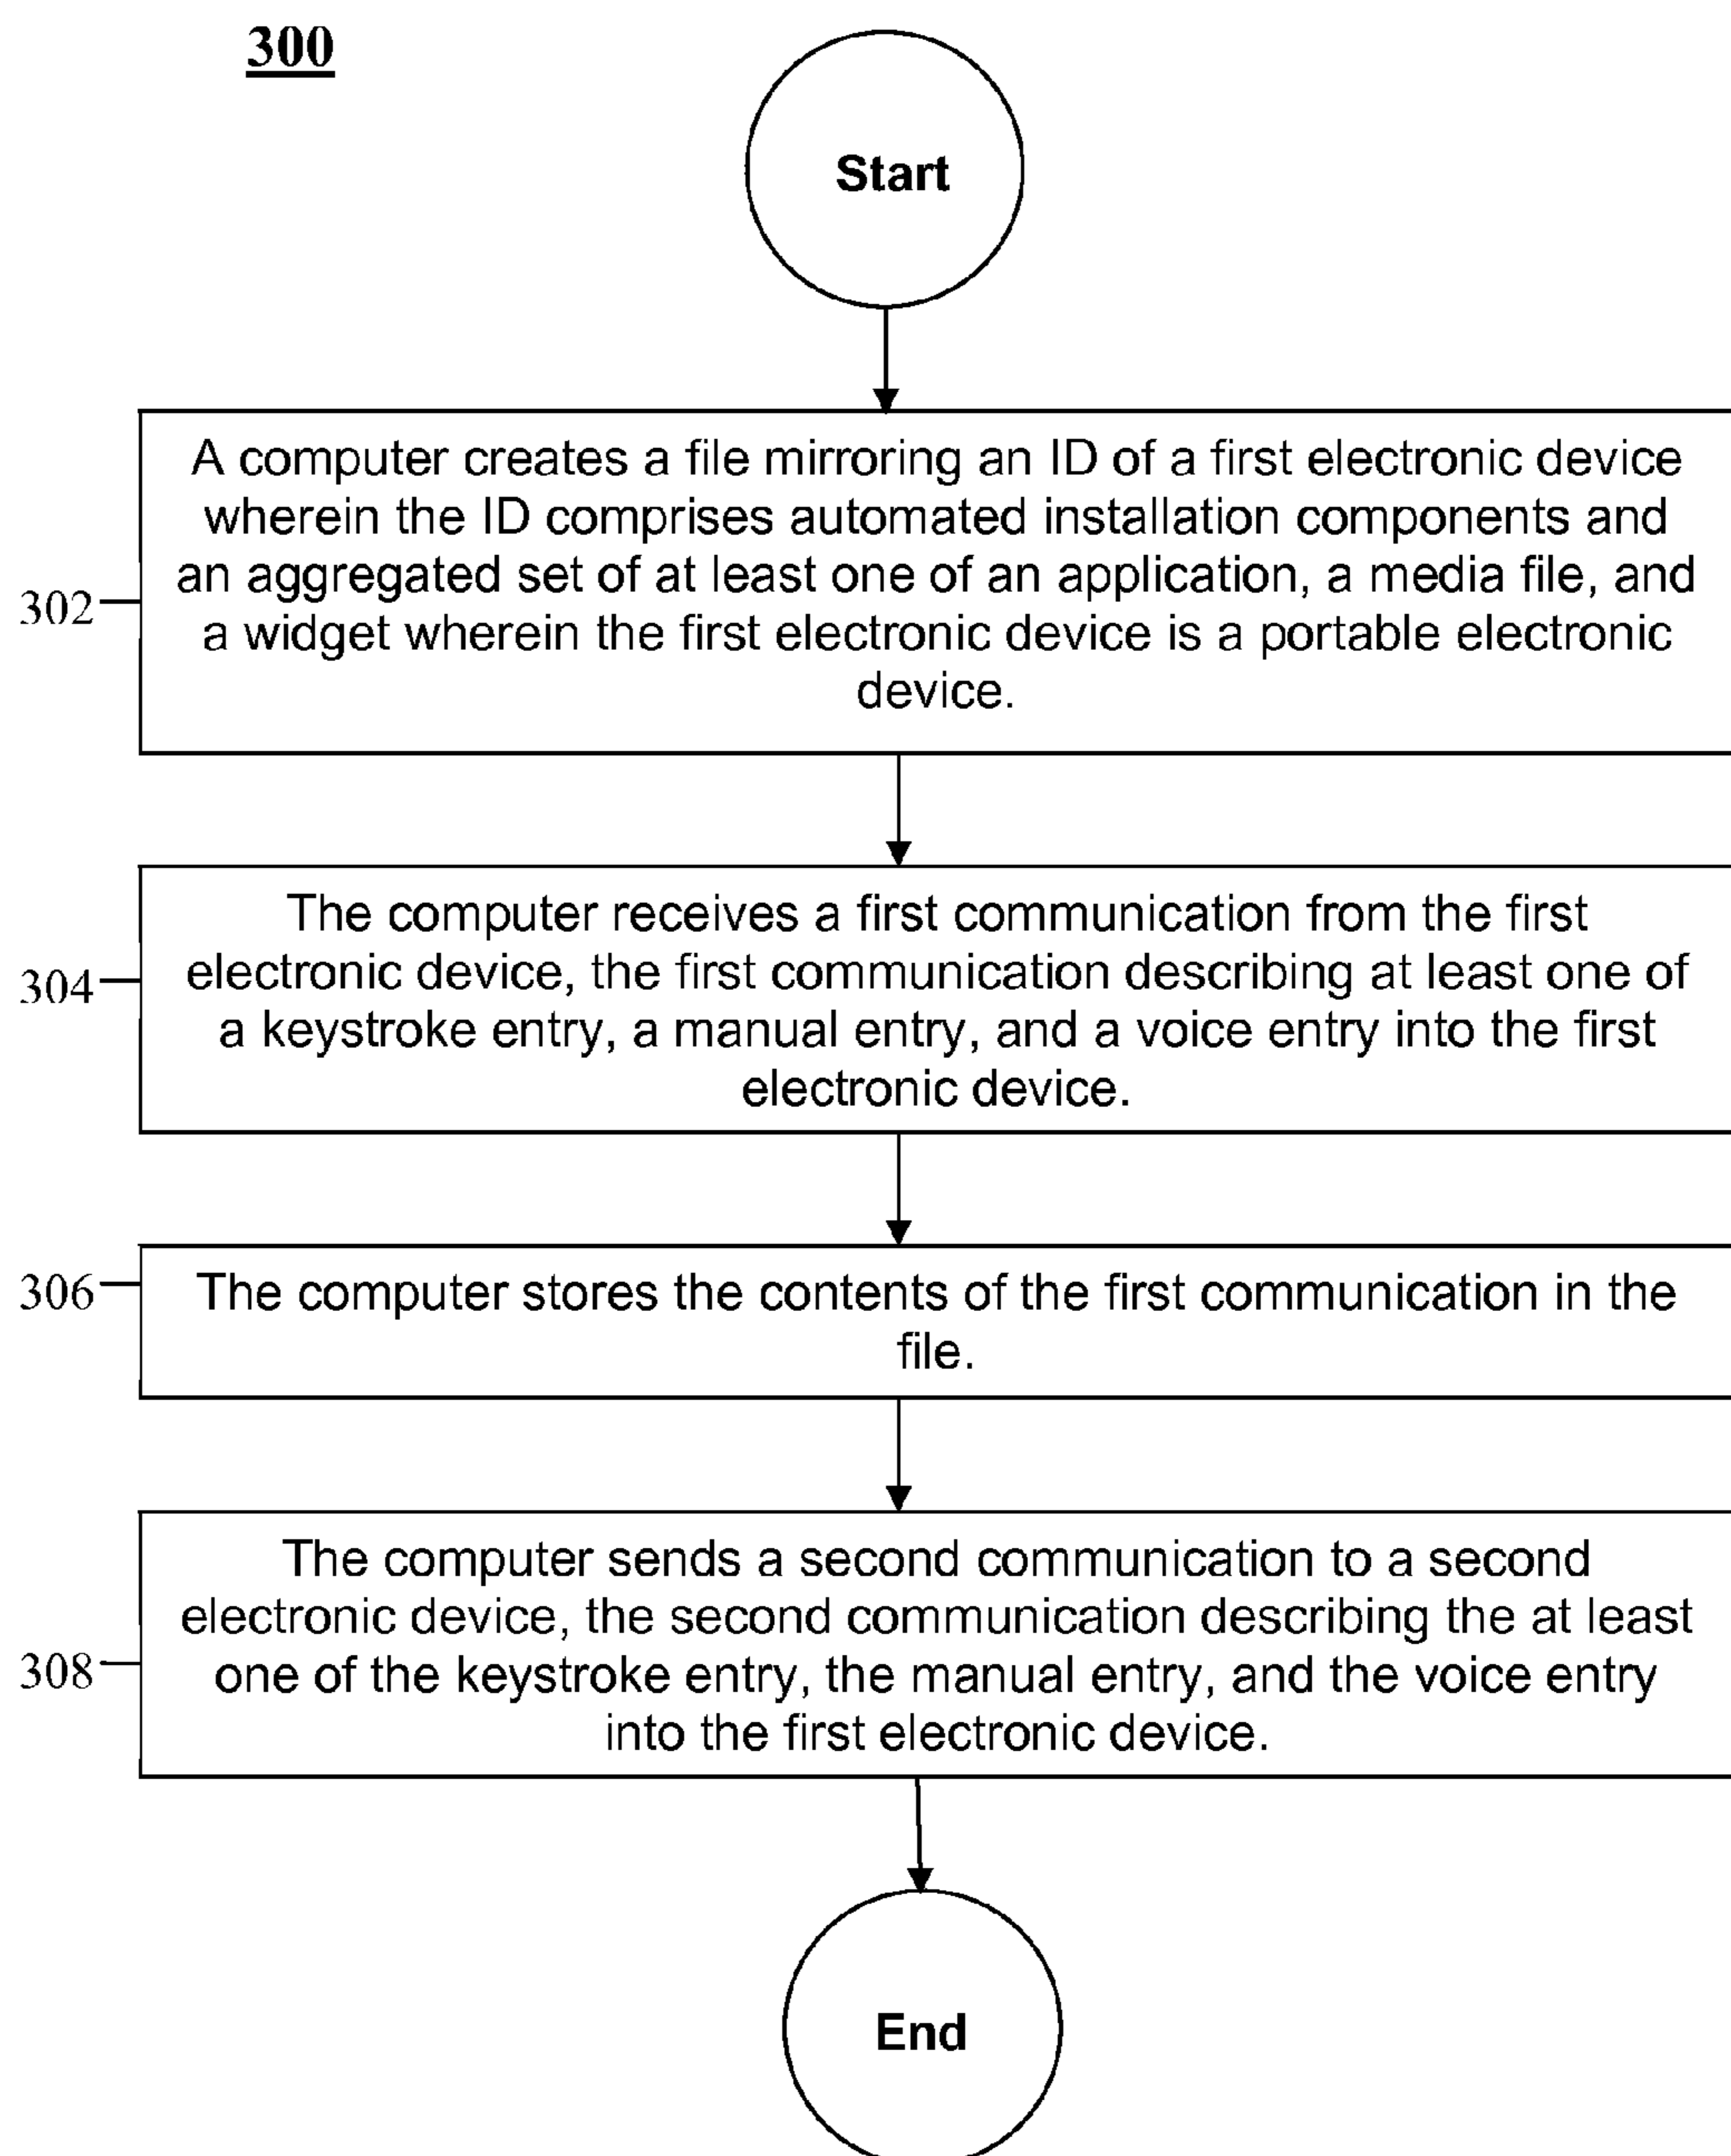 300
Start
A computer creates a file mirroring an ID of a first electronic device
wherein the ID comprises automated installation components and
an aggregated set of at least one of an application, a media file, and
a widget wherein the first electronic device is a portable electronic
device.
302
The computer receives a first communication from the first
electronic device, the first communication describing at least one of
a keystroke entry, a manual entry, and a voice entry into the first
electronic device.
304
The computer stores the contents of the first communication in the
file.
306
The computer sends a second communication to a second
electronic device, the second communication describing the at least
one of the keystroke entry, the manual entry, and the voice entry
into the first electronic device.
308
End